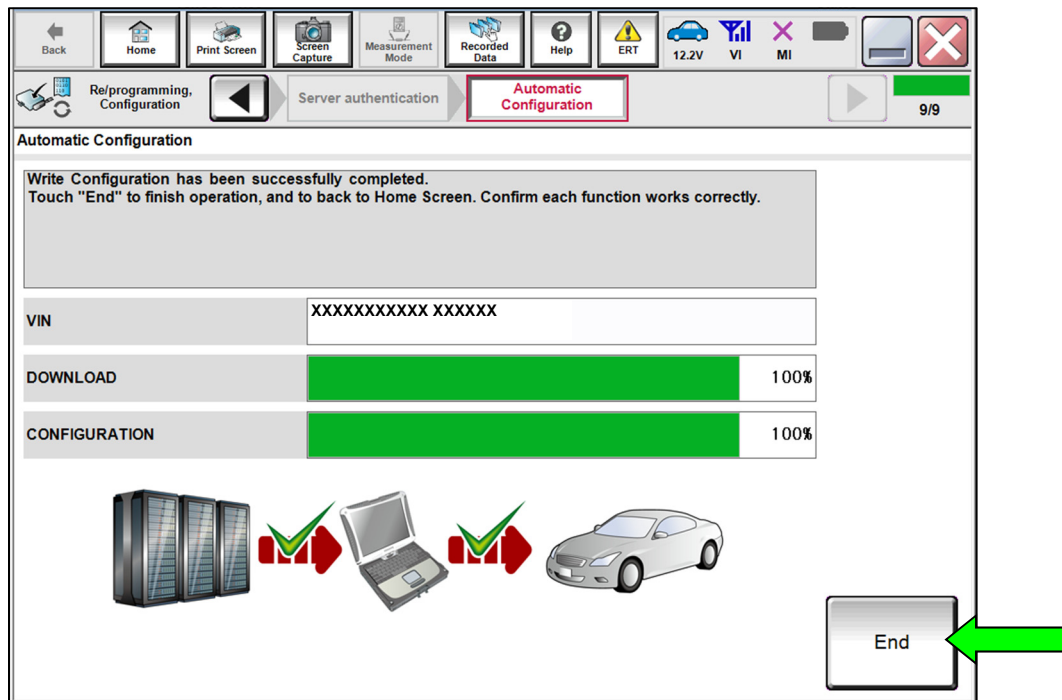 Back
Home
Print Screen
Screen
Capture
Measurement
Mode
Recorded
Data
Help
ERT
12.2V
VI
MI
Re/programming,
Configuration
Server authentication
Automatic
Configuration
9/9
Automatic Configuration
Write Configuration has been successfully completed.
Touch "End" to finish operation, and to back to Home Screen. Confirm each function works correctly.
VIN
XXXXXXXXXXX XXXXXX
DOWNLOAD
100%
CONFIGURATION
100%
End